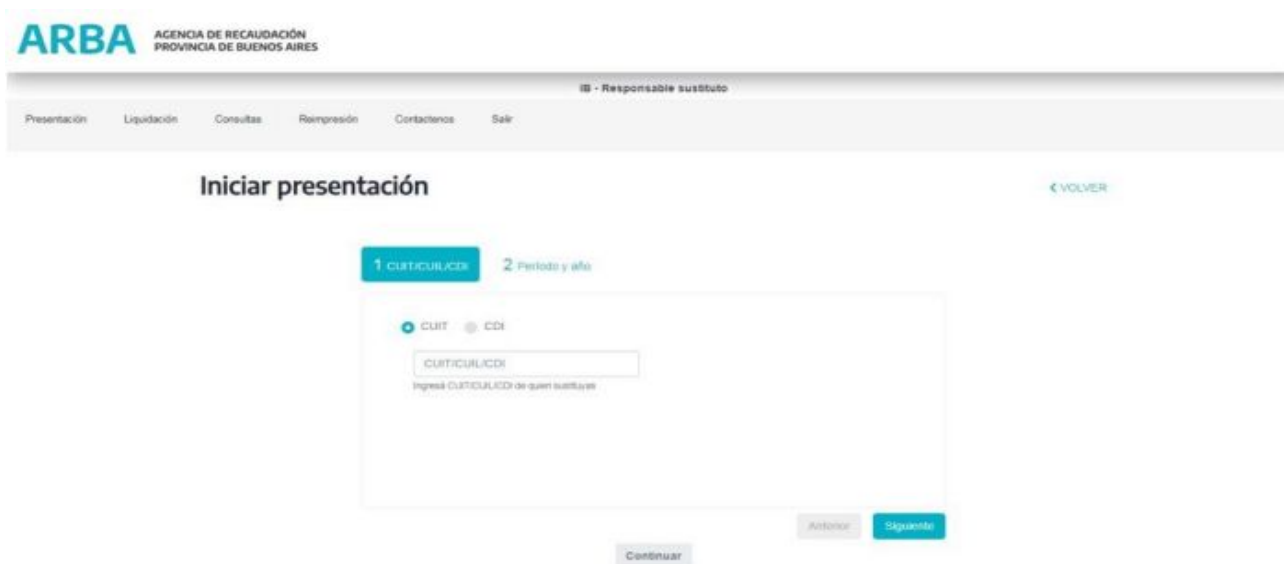 ARBA AGENCIA DE RECAUDACIÓN
PROVINCIA DE BUENOS AIRES
IB - Responsable sustituto
Presentación Liquidación Consultas Reimpresión Contactenos Salir
Iniciar presentación
VOLVER
1 CUIT/CUIL/CDI 2 Período y año
CUIT CDI
CUIT/CUIL/CDI
Ingresá CUIT/CUIL/CDI de quien sustituyas
Anterior Siguiente
Continuar